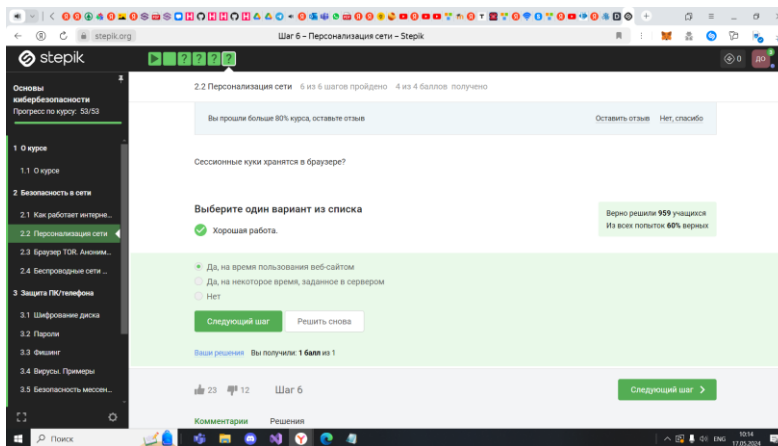 stepik.org
Шаг 6 – Персонализация сети – Stepik
stepik
0
ДО
Основы кибербезопасности
Прогресс по курсу: 53/53
2.2 Персонализация сети 6 из 6 шагов пройдено 4 из 4 баллов получено
Вы прошли больше 80% курса, оставьте отзыв
Оставить отзыв Нет, спасибо
1 О курсе
1.1 О курсе
2 Безопасность в сети
2.1 Как работает интерне...
2.2 Персонализация сети
2.3 Браузер TOR. Аноним...
2.4 Беспроводные сети ...
3 Защита ПК/телефона
3.1 Шифрование диска
3.2 Пароли
3.3 Фишинг
3.4 Вирусы. Примеры
3.5 Безопасность мессен...
Сессионные куки хранятся в браузере?
Выберите один вариант из списка
Хорошая работа.
Верно решили 959 учащихся
Из всех попыток 60% верных
Да, на время пользования веб-сайтом
Да, на некоторое время, заданное в сервером
Нет
Следующий шаг
Решить снова
Ваши решения Вы получили: 1 балл из 1
23 12 Шаг 6
Следующий шаг
Комментарии Решения
Поиск
ENG
10:14
17.05.2024